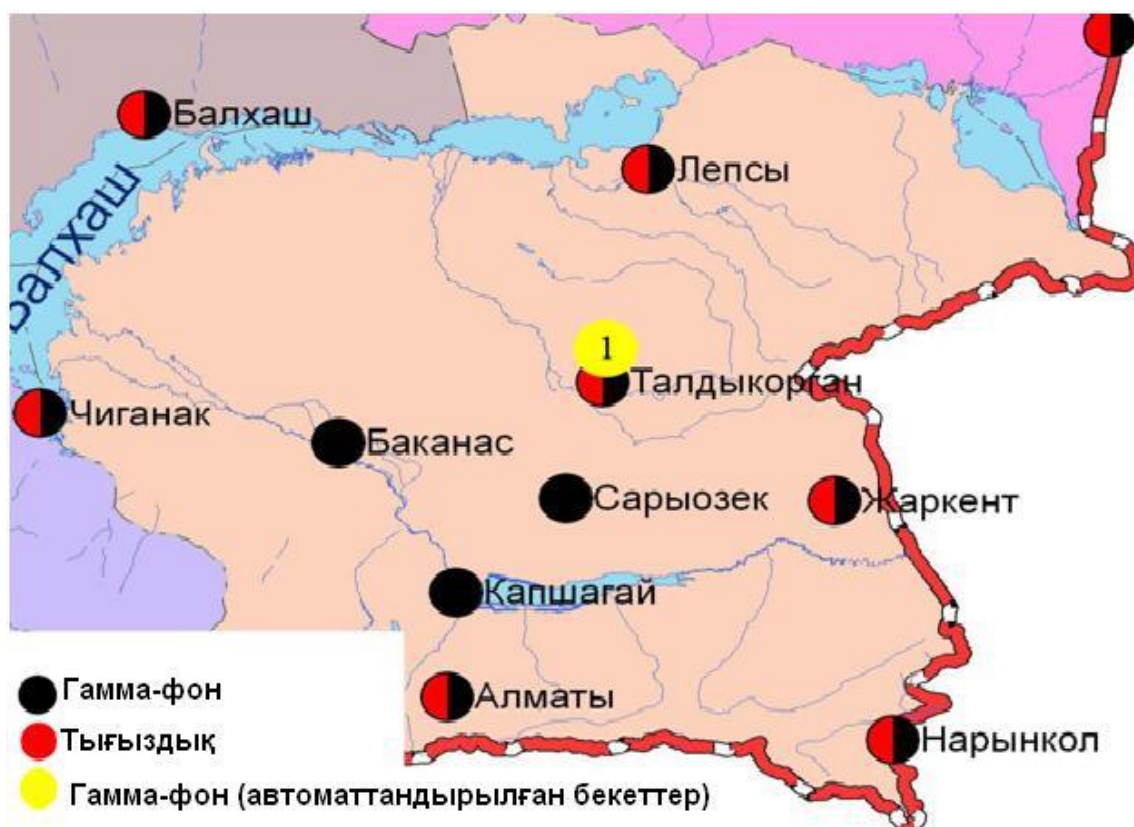 Балхаш
Лепсы
Балхаш
1
Талдыкорган
Чиганак
Баканас
Сарыозек
Жаркент
Капшагай
Алматы
Нарынкол
Гамма-фон
Тығыздық
Гамма-фон (автоматтандырылған бекеттер)